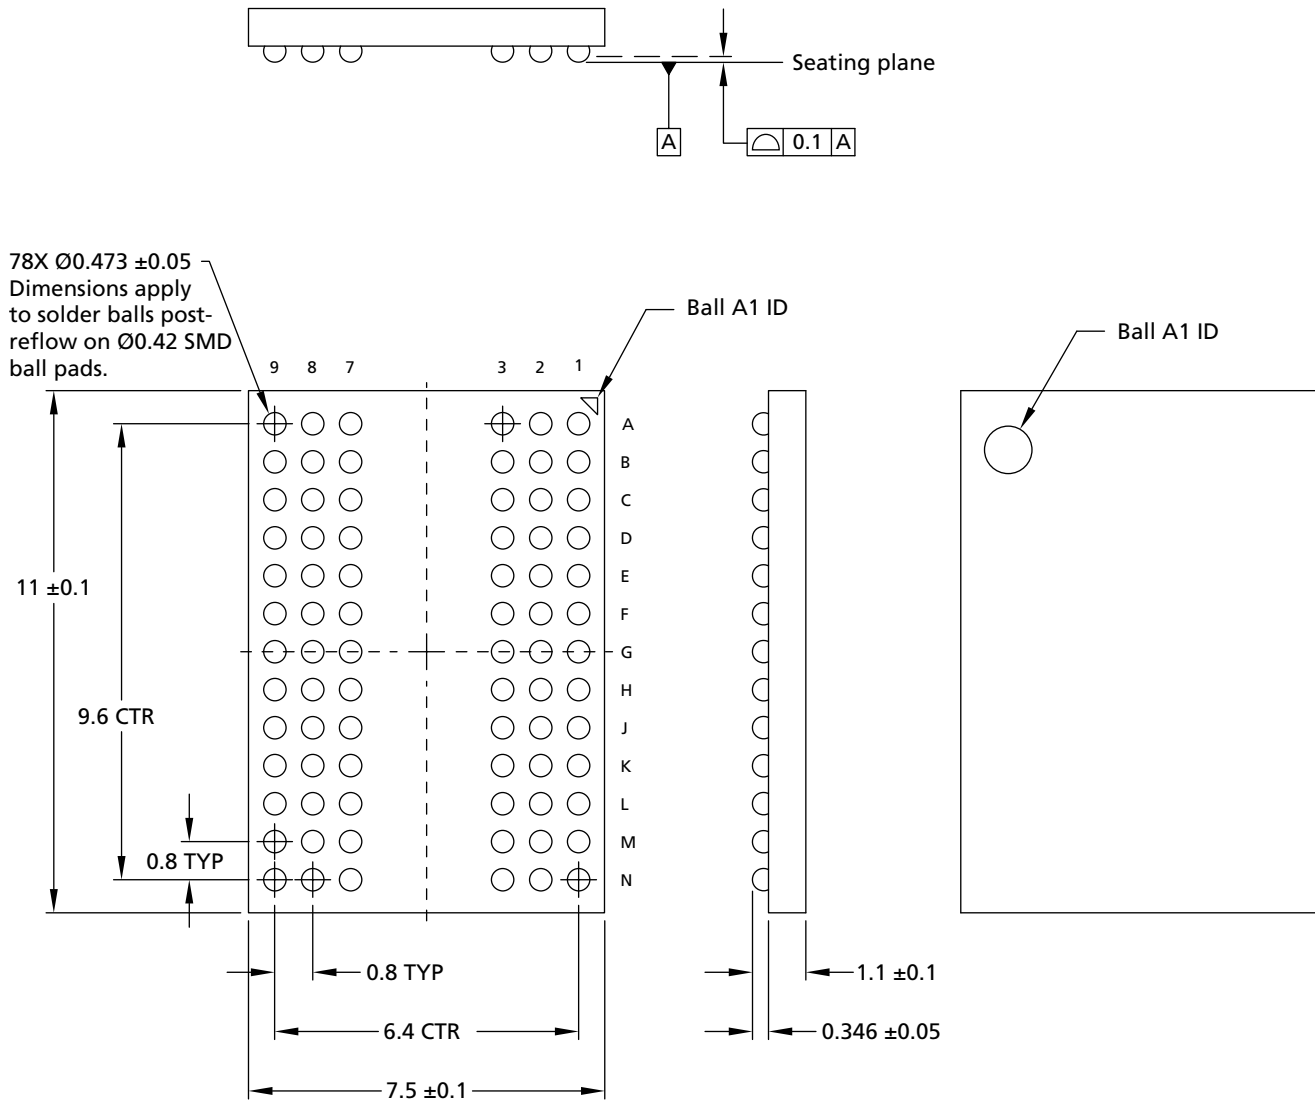 Seating plane
A
0.1 A
78X Ø0.473 ±0.05
Dimensions apply
to solder balls post-
reflow on Ø0.42 SMD
ball pads.
Ball A1 ID
Ball A1 ID
9 8 7 3 2 1
A
B
C
D
E
F
G
H
J
K
L
M
N
11 ±0.1
9.6 CTR
0.8 TYP
0.8 TYP
1.1 ±0.1
6.4 CTR
0.346 ±0.05
7.5 ±0.1